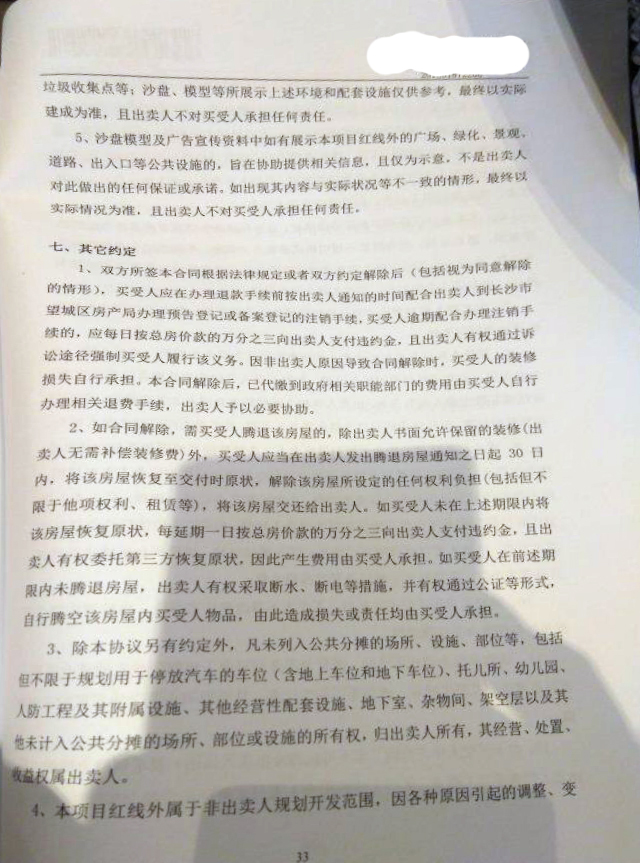 垃圾收集点等；沙盘、模型等所展示上述环境和配套设施仅供参考，最终以实际
建成为准，且出卖人不对买受人承担任何责任。
5、沙盘模型及广告宣传资料中如有展示本项目红线外的广场、绿化、景观、
道路、出入口等公共设施的，旨在协助提供相关信息，且仅为示意，不是出卖人
对此做出的任何保证或承诺。如出现其内容与实际状况等不一致的情形，最终以
实际情况为准，且出卖人不对买受人承担任何责任。
七、其它约定
1、双方所签本合同根据法律规定或者双方约定解除后（包括视为同意解除
的情形），买受人应在办理退款手续前按出卖人通知的时间配合出卖人到长沙市
望城区房产局办理预告登记或备案登记的注销手续，买受人逾期配合办理注销手
续的，应每日按总房价款的万分之三向出卖人支付违约金，且出卖人有权通过诉
讼途径强制买受人履行该义务。因非出卖人原因导致合同解除时，买受人的装修
损失自行承担。本合同解除后，已代缴到政府相关职能部门的费用由买受人自行
办理相关退费手续，出卖人予以必要协助。
2、如合同解除，需买受人腾退该房屋的，除出卖人书面允许保留的装修(出
卖人无需补偿装修费)外，买受人应当在出卖人发出腾退房屋通知之日起 30 日
内，将该房屋恢复至交付时原状，解除该房屋所设定的任何权利负担(包括但不
限于他项权利、租赁等)，将该房屋交还给出卖人。如买受人未在上述期限内将
该房屋恢复原状，每延期一日按总房价款的万分之三向出卖人支付违约金，且出
卖人有权委托第三方恢复原状，因此产生费用由买受人承担。如买受人在前述期
限内未腾退房屋，出卖人有权采取断水、断电等措施，并有权通过公证等形式，
自行腾空该房屋内买受人物品，由此造成损失或责任均由买受人承担。
3、除本协议另有约定外，凡未列入公共分摊的场所、设施、部位等，包括
但不限于规划用于停放汽车的车位（含地上车位和地下车位）、托儿所、幼儿园、
人防工程及其附属设施、其他经营性配套设施、地下室、杂物间、架空层以及其
他未计入公共分摊的场所、部位或设施的所有权，归出卖人所有，其经营、处置、
收益权属出卖人。
4、本项目红线外属于非出卖人规划开发范围，因各种原因引起的调整、变
33